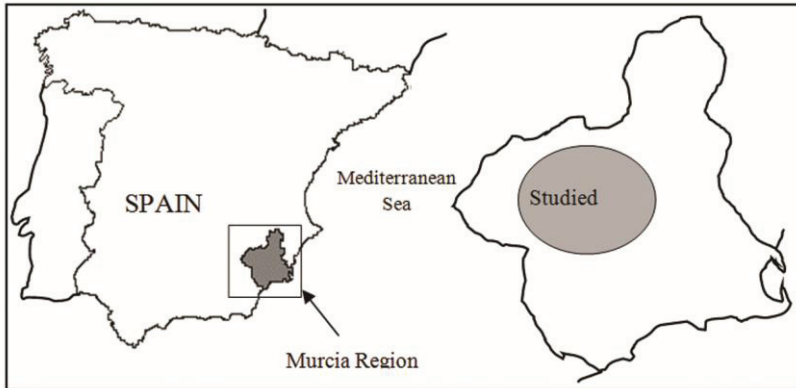 SPAIN
Mediterranean
Sea
Studied
Murcia Region